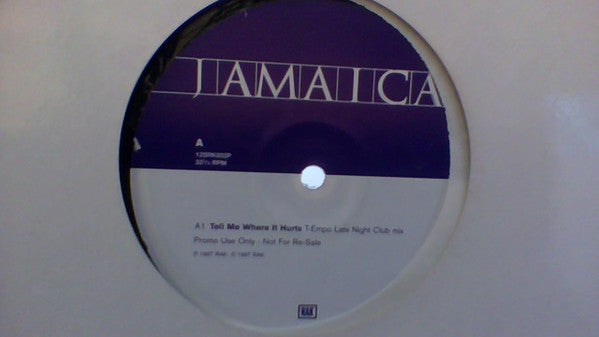 JAMAICA
A
12SRK002P
33⅓ RPM
A1 Tell Me Where It Hurts T-Empo Late Night Club mix
Promo Use Only - Not For Re-Sale
℗ 1997 RAK © 1997 RAK
RAK